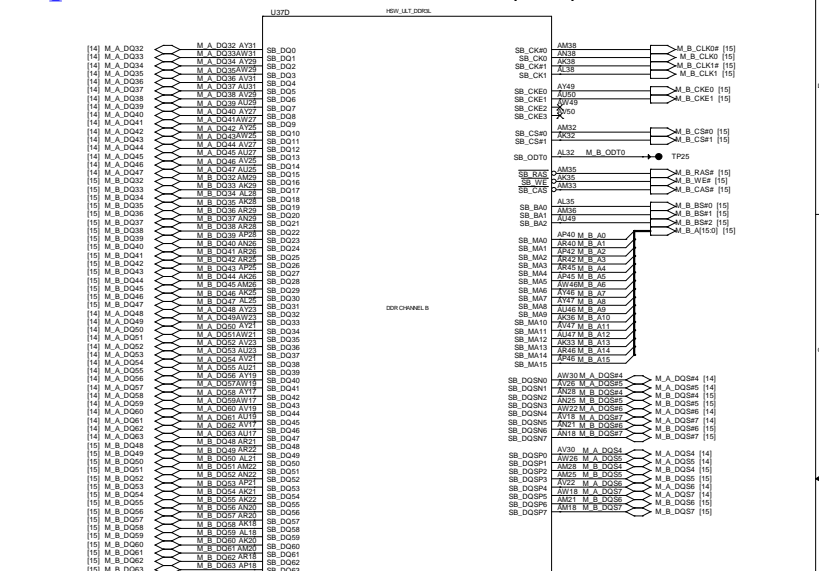 U37D
HSW_ULT_DDR3L
[14] M_A_DQ32 M_A_DQ32 AY31 SB_DQ0
[14] M_A_DQ33 M_A_DQ33 AW31 SB_DQ1
[14] M_A_DQ34 M_A_DQ34 AY29 SB_DQ2
[14] M_A_DQ35 M_A_DQ35 AW29 SB_DQ3
[14] M_A_DQ36 M_A_DQ36 AV31 SB_DQ4
[14] M_A_DQ37 M_A_DQ37 AU31 SB_DQ5
[14] M_A_DQ38 M_A_DQ38 AV29 SB_DQ6
[14] M_A_DQ39 M_A_DQ39 AU29 SB_DQ7
[14] M_A_DQ40 M_A_DQ40 AY27 SB_DQ8
[14] M_A_DQ41 M_A_DQ41 AW27 SB_DQ9
[14] M_A_DQ42 M_A_DQ42 AY25 SB_DQ10
[14] M_A_DQ43 M_A_DQ43 AW25 SB_DQ11
[14] M_A_DQ44 M_A_DQ44 AV27 SB_DQ12
[14] M_A_DQ45 M_A_DQ45 AU27 SB_DQ13
[14] M_A_DQ46 M_A_DQ46 AV25 SB_DQ14
[14] M_A_DQ47 M_A_DQ47 AU25 SB_DQ15
[15] M_B_DQ32 M_B_DQ32 AM29 SB_DQ16
[15] M_B_DQ33 M_B_DQ33 AK29 SB_DQ17
[15] M_B_DQ34 M_B_DQ34 AL28 SB_DQ18
[15] M_B_DQ35 M_B_DQ35 AK28 SB_DQ19
[15] M_B_DQ36 M_B_DQ36 AR29 SB_DQ20
[15] M_B_DQ37 M_B_DQ37 AN29 SB_DQ21
[15] M_B_DQ38 M_B_DQ38 AR28 SB_DQ22
[15] M_B_DQ39 M_B_DQ39 AP28 SB_DQ23
[15] M_B_DQ40 M_B_DQ40 AN26 SB_DQ24
[15] M_B_DQ41 M_B_DQ41 AR26 SB_DQ25
[15] M_B_DQ42 M_B_DQ42 AR25 SB_DQ26
[15] M_B_DQ43 M_B_DQ43 AP25 SB_DQ27
[15] M_B_DQ44 M_B_DQ44 AK26 SB_DQ28
[15] M_B_DQ45 M_B_DQ45 AM26 SB_DQ29
[15] M_B_DQ46 M_B_DQ46 AK25 SB_DQ30
[15] M_B_DQ47 M_B_DQ47 AL25 SB_DQ31
[14] M_A_DQ48 M_A_DQ48 AY23 SB_DQ32
[14] M_A_DQ49 M_A_DQ49 AW23 SB_DQ33
[14] M_A_DQ50 M_A_DQ50 AY21 SB_DQ34
[14] M_A_DQ51 M_A_DQ51 AW21 SB_DQ35
[14] M_A_DQ52 M_A_DQ52 AV23 SB_DQ36
[14] M_A_DQ53 M_A_DQ53 AU23 SB_DQ37
[14] M_A_DQ54 M_A_DQ54 AV21 SB_DQ38
[14] M_A_DQ55 M_A_DQ55 AU21 SB_DQ39
[14] M_A_DQ56 M_A_DQ56 AY19 SB_DQ40
[14] M_A_DQ57 M_A_DQ57 AW19 SB_DQ41
[14] M_A_DQ58 M_A_DQ58 AY17 SB_DQ42
[14] M_A_DQ59 M_A_DQ59 AW17 SB_DQ43
[14] M_A_DQ60 M_A_DQ60 AV19 SB_DQ44
[14] M_A_DQ61 M_A_DQ61 AU19 SB_DQ45
[14] M_A_DQ62 M_A_DQ62 AV17 SB_DQ46
[14] M_A_DQ63 M_A_DQ63 AU17 SB_DQ47
[15] M_B_DQ48 M_B_DQ48 AR21 SB_DQ48
[15] M_B_DQ49 M_B_DQ49 AR22 SB_DQ49
[15] M_B_DQ50 M_B_DQ50 AL21 SB_DQ50
[15] M_B_DQ51 M_B_DQ51 AM22 SB_DQ51
[15] M_B_DQ52 M_B_DQ52 AN22 SB_DQ52
[15] M_B_DQ53 M_B_DQ53 AP21 SB_DQ53
[15] M_B_DQ54 M_B_DQ54 AK21 SB_DQ54
[15] M_B_DQ55 M_B_DQ55 AK22 SB_DQ55
[15] M_B_DQ56 M_B_DQ56 AN20 SB_DQ56
[15] M_B_DQ57 M_B_DQ57 AR20 SB_DQ57
[15] M_B_DQ58 M_B_DQ58 AK18 SB_DQ58
[15] M_B_DQ59 M_B_DQ59 AL18 SB_DQ59
[15] M_B_DQ60 M_B_DQ60 AK20 SB_DQ60
[15] M_B_DQ61 M_B_DQ61 AM20 SB_DQ61
[15] M_B_DQ62 M_B_DQ62 AR18 SB_DQ62
[15] M_B_DQ63 M_B_DQ63 AP18 SB_DQ63
DDR CHANNEL B
SB_CK#0 AM38 M_B_CLK0# [15]
SB_CK0 AN38 M_B_CLK0 [15]
SB_CK#1 AK38 M_B_CLK1# [15]
SB_CK1 AL38 M_B_CLK1 [15]
SB_CKE0 AY49 M_B_CKE0 [15]
SB_CKE1 AU50 M_B_CKE1 [15]
SB_CKE2 AW49
SB_CKE3 AV50
SB_CS#0 AM32 M_B_CS#0 [15]
SB_CS#1 AK32 M_B_CS#1 [15]
SB_ODT0 AL32 M_B_ODT0 TP25
SB_RAS AM35 M_B_RAS# [15]
SB_WE AK35 M_B_WE# [15]
SB_CAS AM33 M_B_CAS# [15]
SB_BA0 AL35 M_B_BS#0 [15]
SB_BA1 AM36 M_B_BS#1 [15]
SB_BA2 AU49 M_B_BS#2 [15]
M_B_A[15:0] [15]
SB_MA0 AP40 M_B_A0
SB_MA1 AR40 M_B_A1
SB_MA2 AP42 M_B_A2
SB_MA3 AR42 M_B_A3
SB_MA4 AR45 M_B_A4
SB_MA5 AP45 M_B_A5
SB_MA6 AW46 M_B_A6
SB_MA7 AY46 M_B_A7
SB_MA8 AY47 M_B_A8
SB_MA9 AU46 M_B_A9
SB_MA10 AK36 M_B_A10
SB_MA11 AV47 M_B_A11
SB_MA12 AU47 M_B_A12
SB_MA13 AK33 M_B_A13
SB_MA14 AR46 M_B_A14
SB_MA15 AP46 M_B_A15
SB_DQSN0 AW30 M_A_DQS#4 M_A_DQS#4 [14]
SB_DQSN1 AV26 M_A_DQS#5 M_A_DQS#5 [14]
SB_DQSN2 AN28 M_B_DQS#4 M_B_DQS#4 [15]
SB_DQSN3 AN25 M_B_DQS#5 M_B_DQS#5 [15]
SB_DQSN4 AW22 M_A_DQS#6 M_A_DQS#6 [14]
SB_DQSN5 AV18 M_A_DQS#7 M_A_DQS#7 [14]
SB_DQSN6 AN21 M_B_DQS#6 M_B_DQS#6 [15]
SB_DQSN7 AN18 M_B_DQS#7 M_B_DQS#7 [15]
SB_DQSP0 AV30 M_A_DQS4 M_A_DQS4 [14]
SB_DQSP1 AW26 M_A_DQS5 M_A_DQS5 [14]
SB_DQSP2 AM28 M_B_DQS4 M_B_DQS4 [15]
SB_DQSP3 AM25 M_B_DQS5 M_B_DQS5 [15]
SB_DQSP4 AV22 M_A_DQS6 M_A_DQS6 [14]
SB_DQSP5 AW18 M_A_DQS7 M_A_DQS7 [14]
SB_DQSP6 AM21 M_B_DQS6 M_B_DQS6 [15]
SB_DQSP7 AM18 M_B_DQS7 M_B_DQS7 [15]